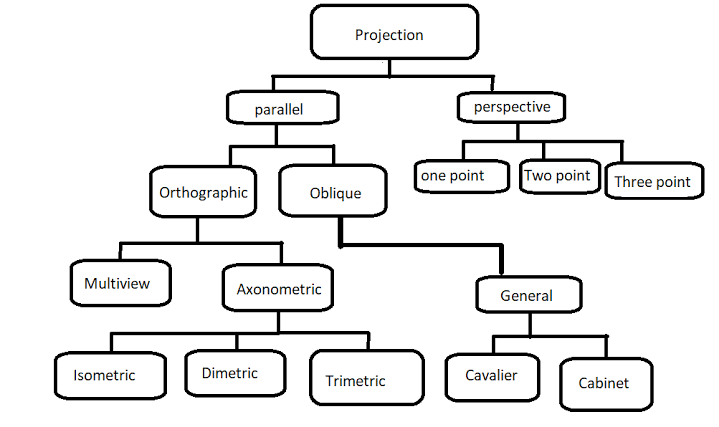 Projection
parallel
perspective
Orthographic
Oblique
one point
Two point
Three point
Multiview
Axonometric
General
Isometric
Dimetric
Trimetric
Cavalier
Cabinet